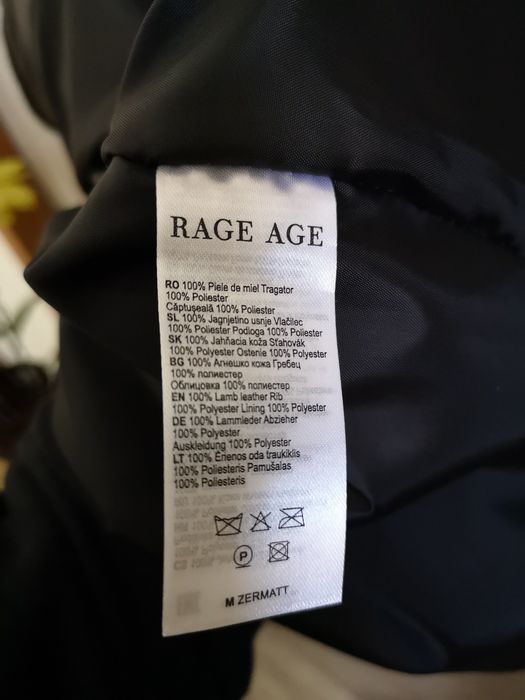 RAGE AGE
RO 100% Piele de miel Tragator
100% Poliester
Căptușeală 100% Poliester
SL 100% Jagnjetino usnje Vlačilec
100% Poliester Podloga 100% Poliester
SK 100% Jahňacia koža Sťahovák
100% Polyester Ostenie 100% Polyester
BG 100% Агнешко кожа Гребец
100% полиестер
Облицовка 100% полиестер
EN 100% Lamb leather Rib
100% Polyester Lining 100% Polyester
DE 100% Lammleder Abzieher
100% Polyester
Auskleidung 100% Polyester
LT 100% Ėrienos oda traukiklis
100% Poliesteris Pamušalas
100% Poliesteris
P
M ZERMATT